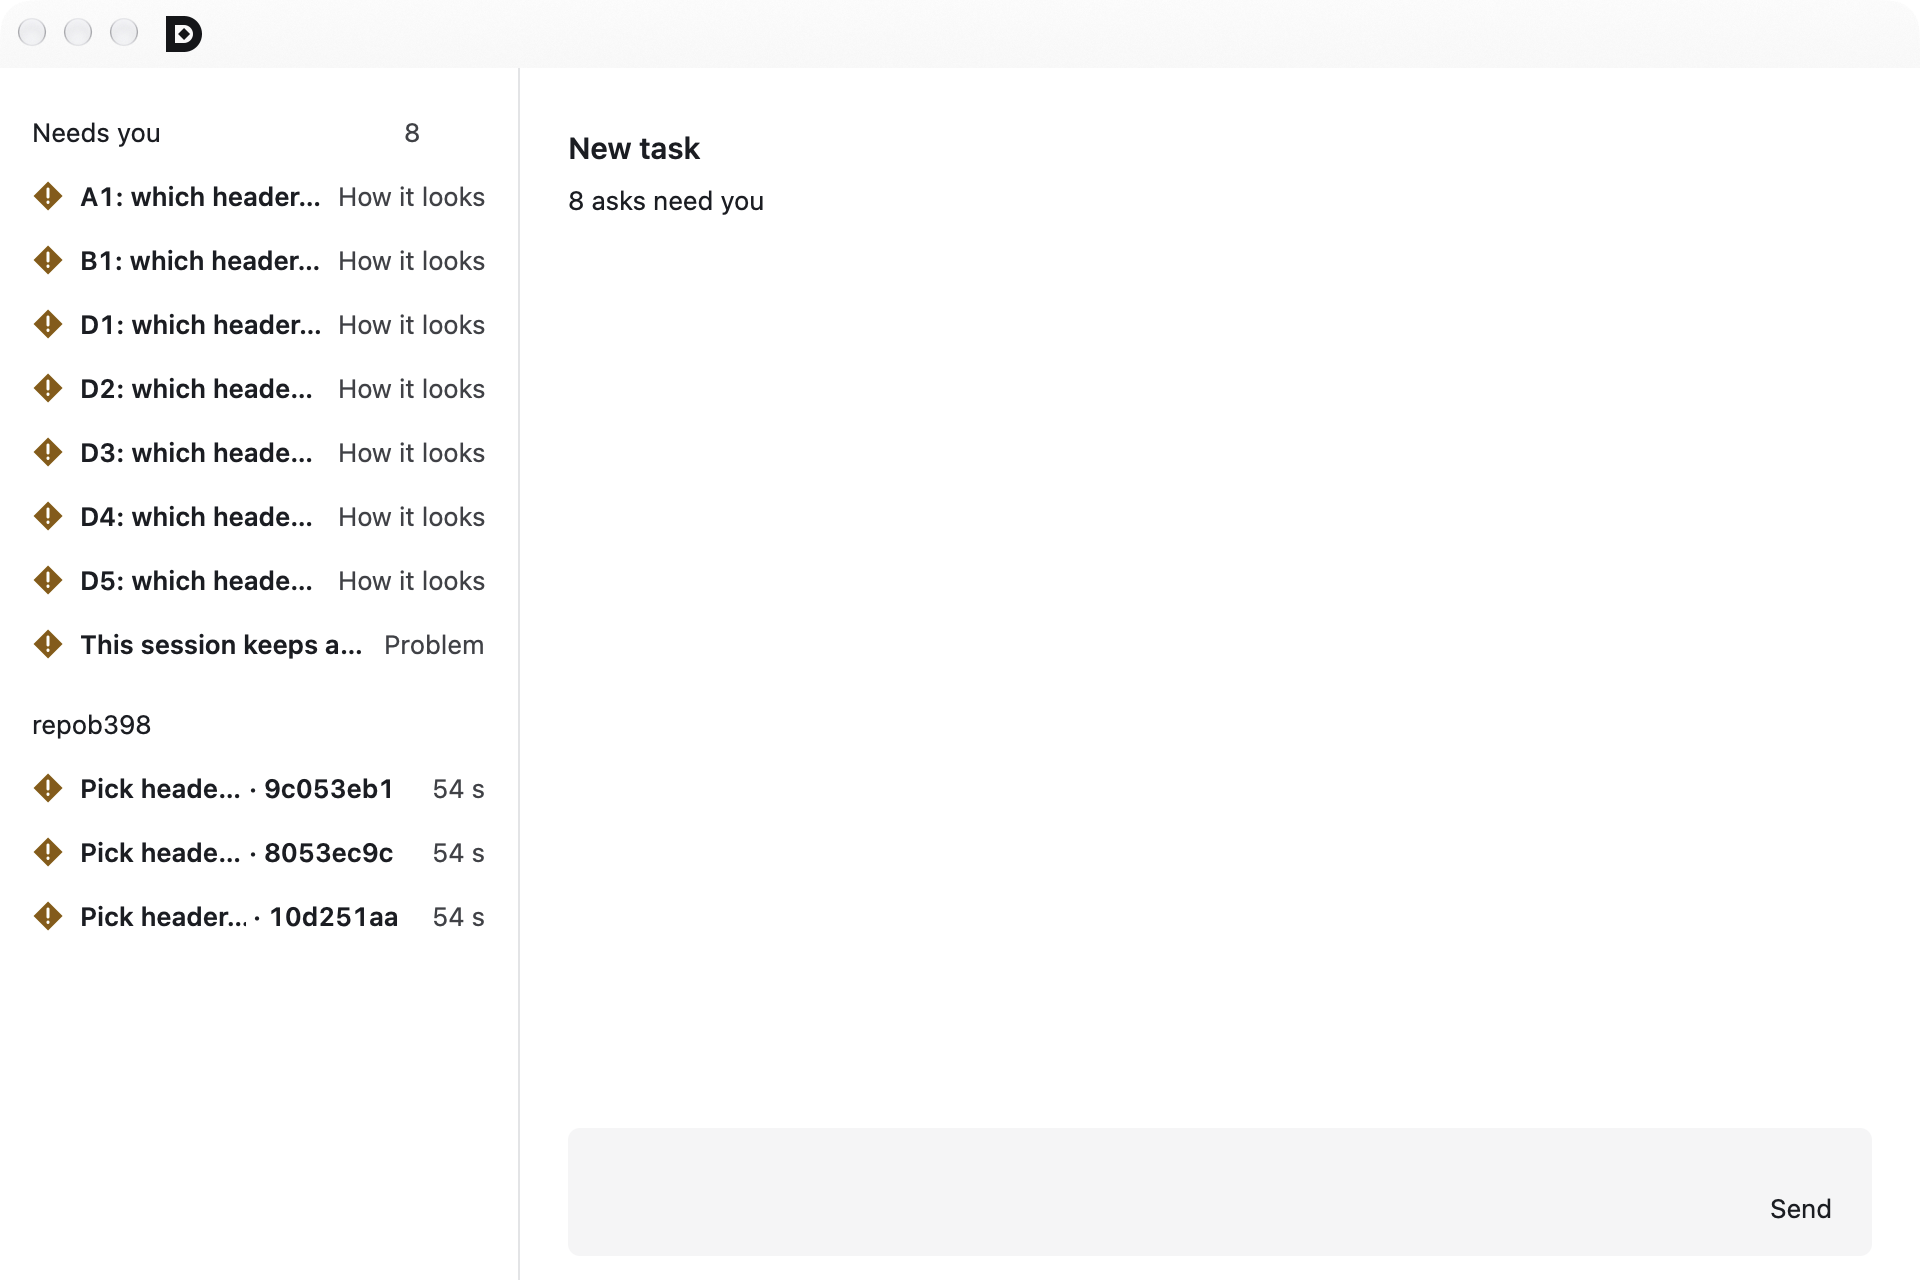 Needs you 8
A1: which header... How it looks
B1: which header... How it looks
D1: which header... How it looks
D2: which heade... How it looks
D3: which heade... How it looks
D4: which heade... How it looks
D5: which heade... How it looks
This session keeps a... Problem
repob398
Pick heade... · 9c053eb1 54 s
Pick heade... · 8053ec9c 54 s
Pick header... · 10d251aa 54 s
New task
8 asks need you
Send